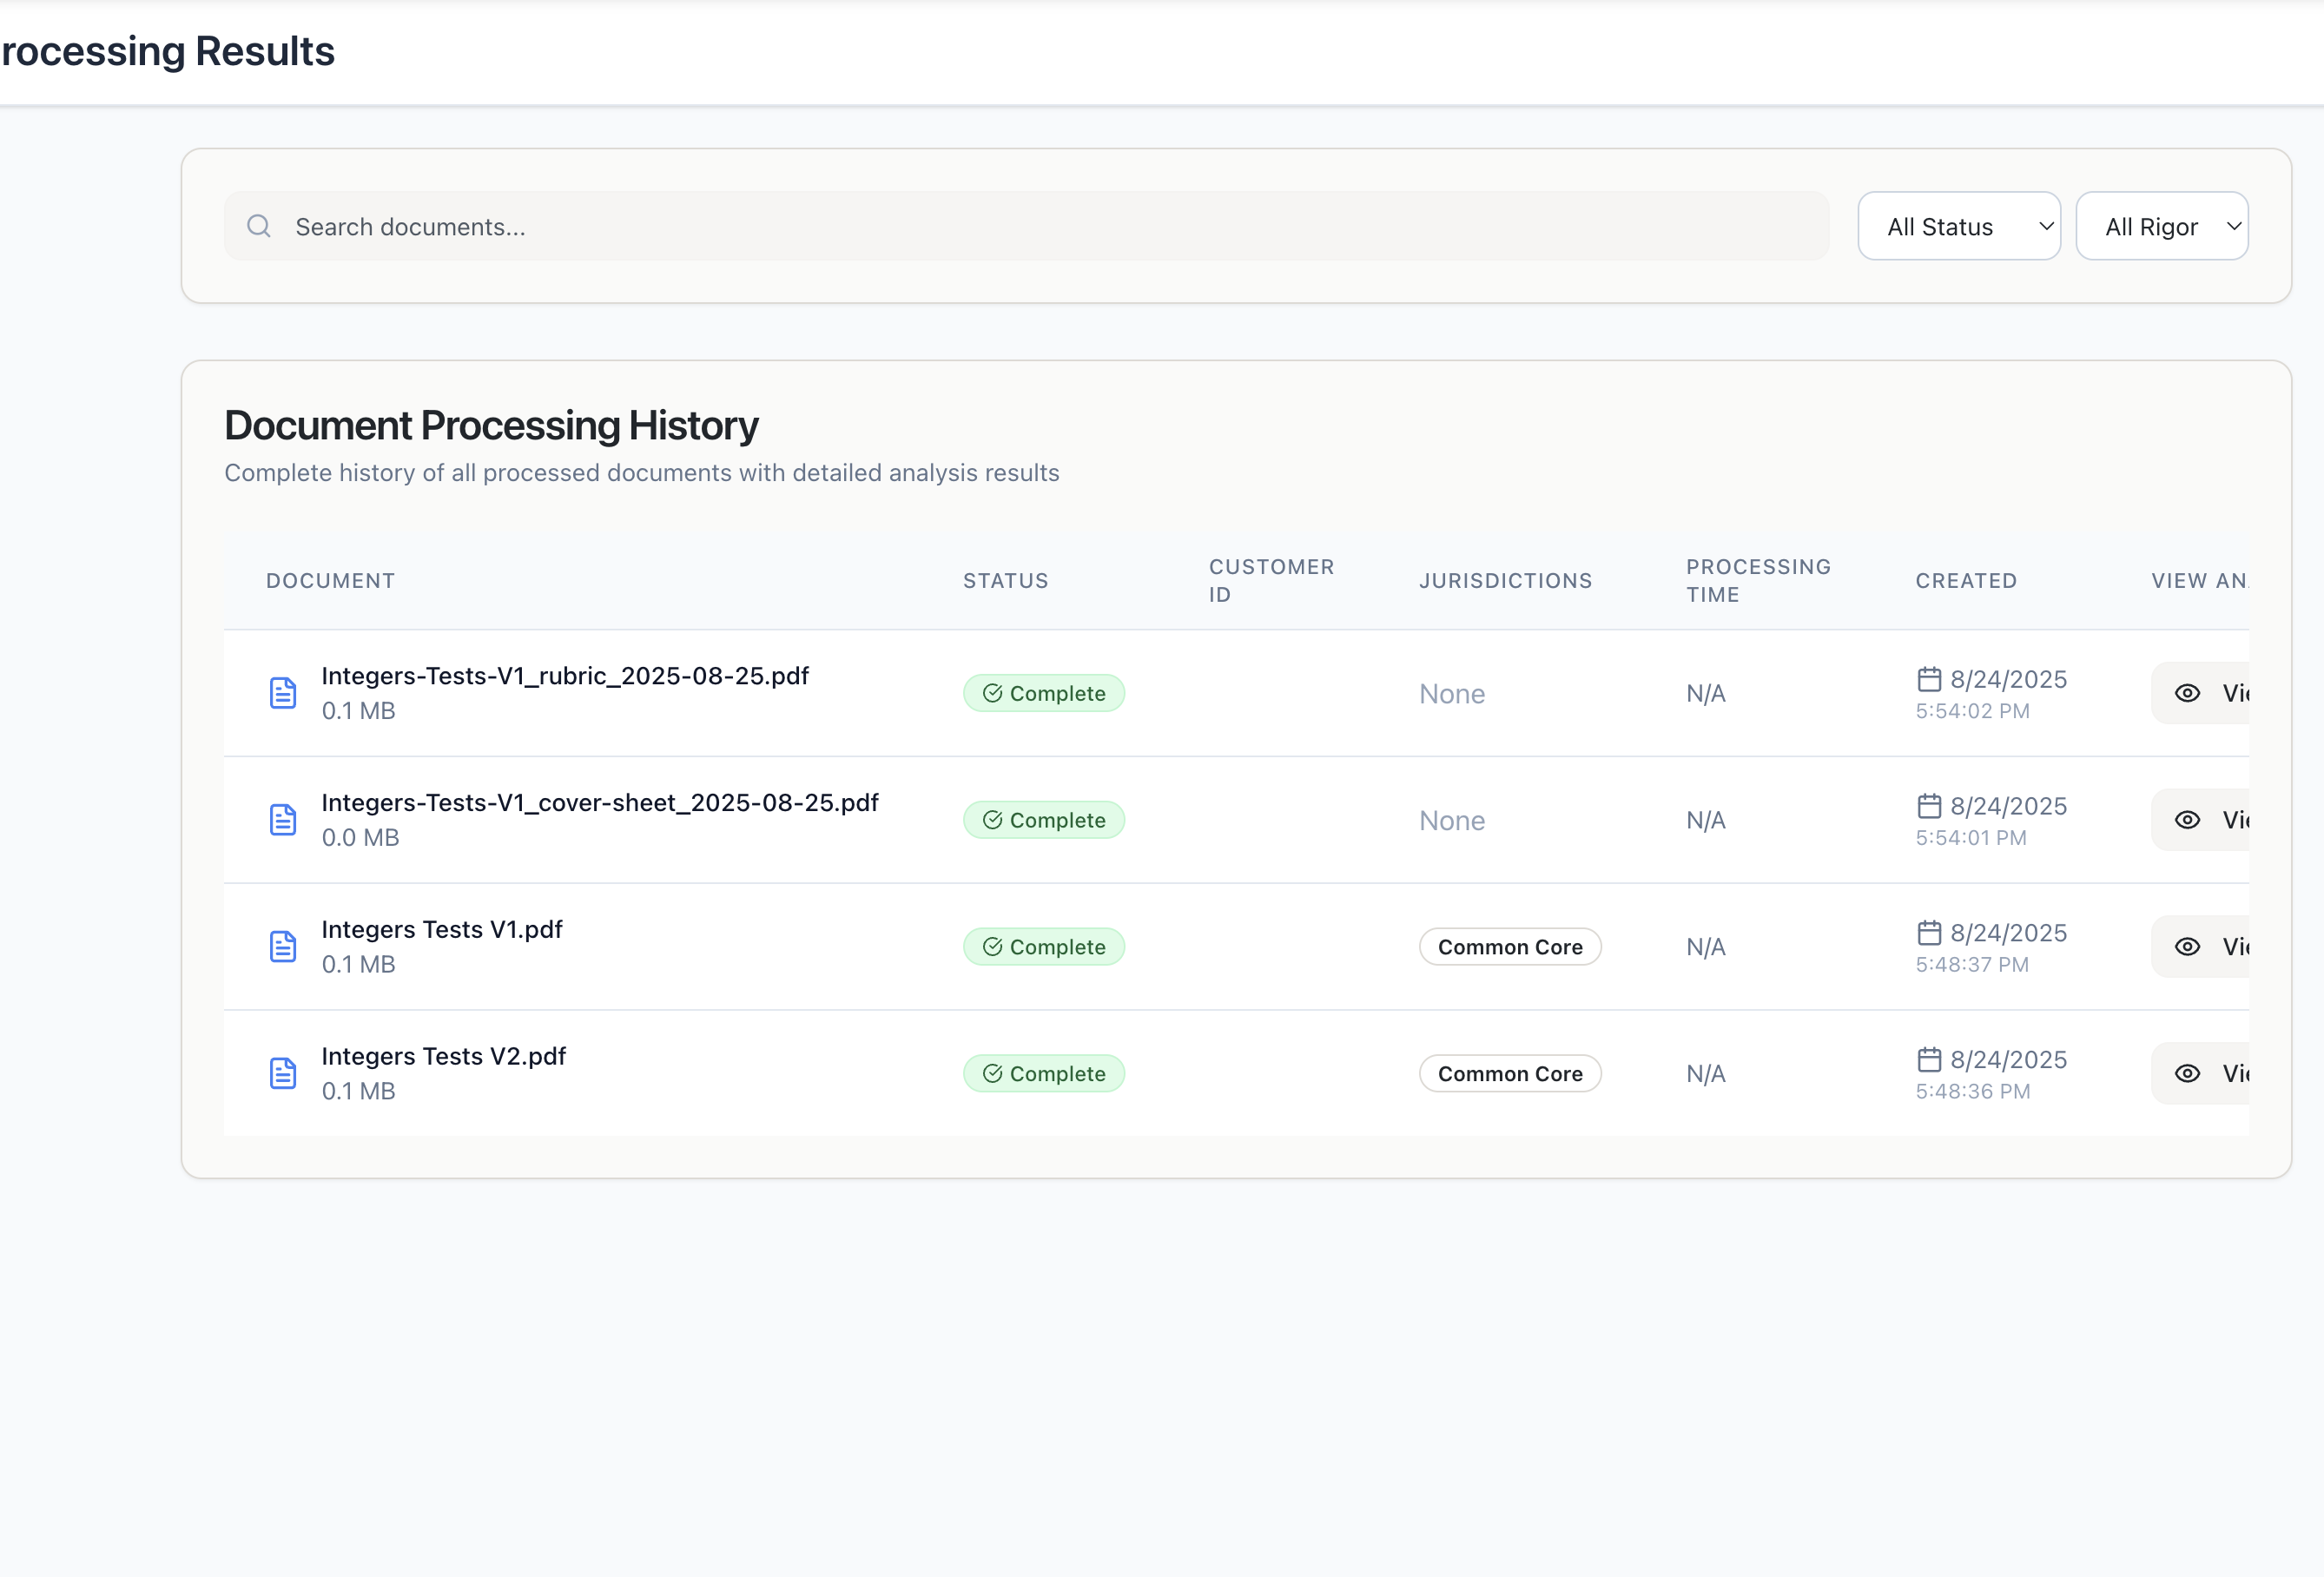 rocessing Results
Search documents...
All Status
All Rigor
Document Processing History
Complete history of all processed documents with detailed analysis results
DOCUMENT STATUS CUSTOMER ID JURISDICTIONS PROCESSING TIME CREATED VIEW AN
Integers-Tests-V1_rubric_2025-08-25.pdf
0.1 MB
Complete
None
N/A
8/24/2025
5:54:02 PM
Vie
Integers-Tests-V1_cover-sheet_2025-08-25.pdf
0.0 MB
Complete
None
N/A
8/24/2025
5:54:01 PM
Vie
Integers Tests V1.pdf
0.1 MB
Complete
Common Core
N/A
8/24/2025
5:48:37 PM
Vie
Integers Tests V2.pdf
0.1 MB
Complete
Common Core
N/A
8/24/2025
5:48:36 PM
Vie